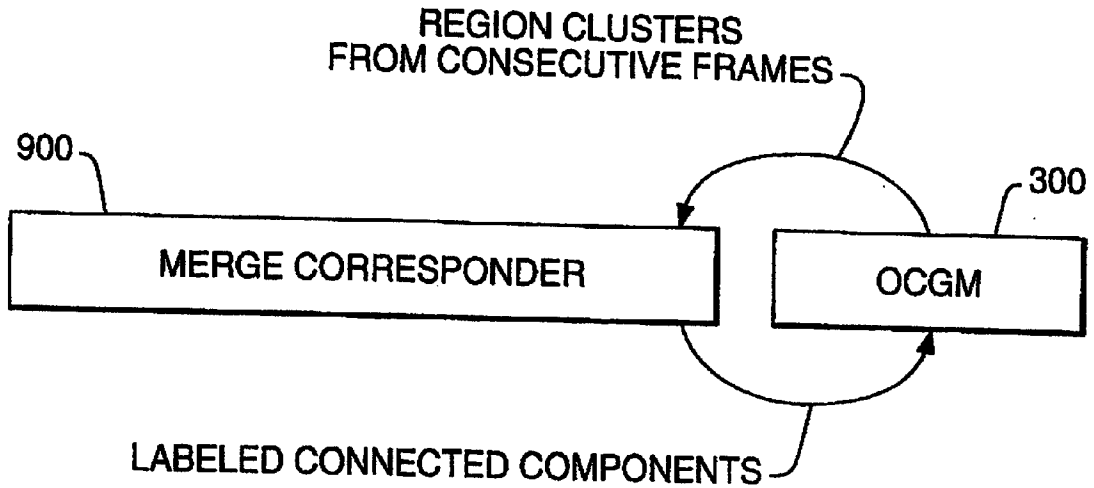 REGION CLUSTERS
FROM CONSECUTIVE FRAMES
900
300
MERGE CORRESPONDER
OCGM
LABELED CONNECTED COMPONENTS